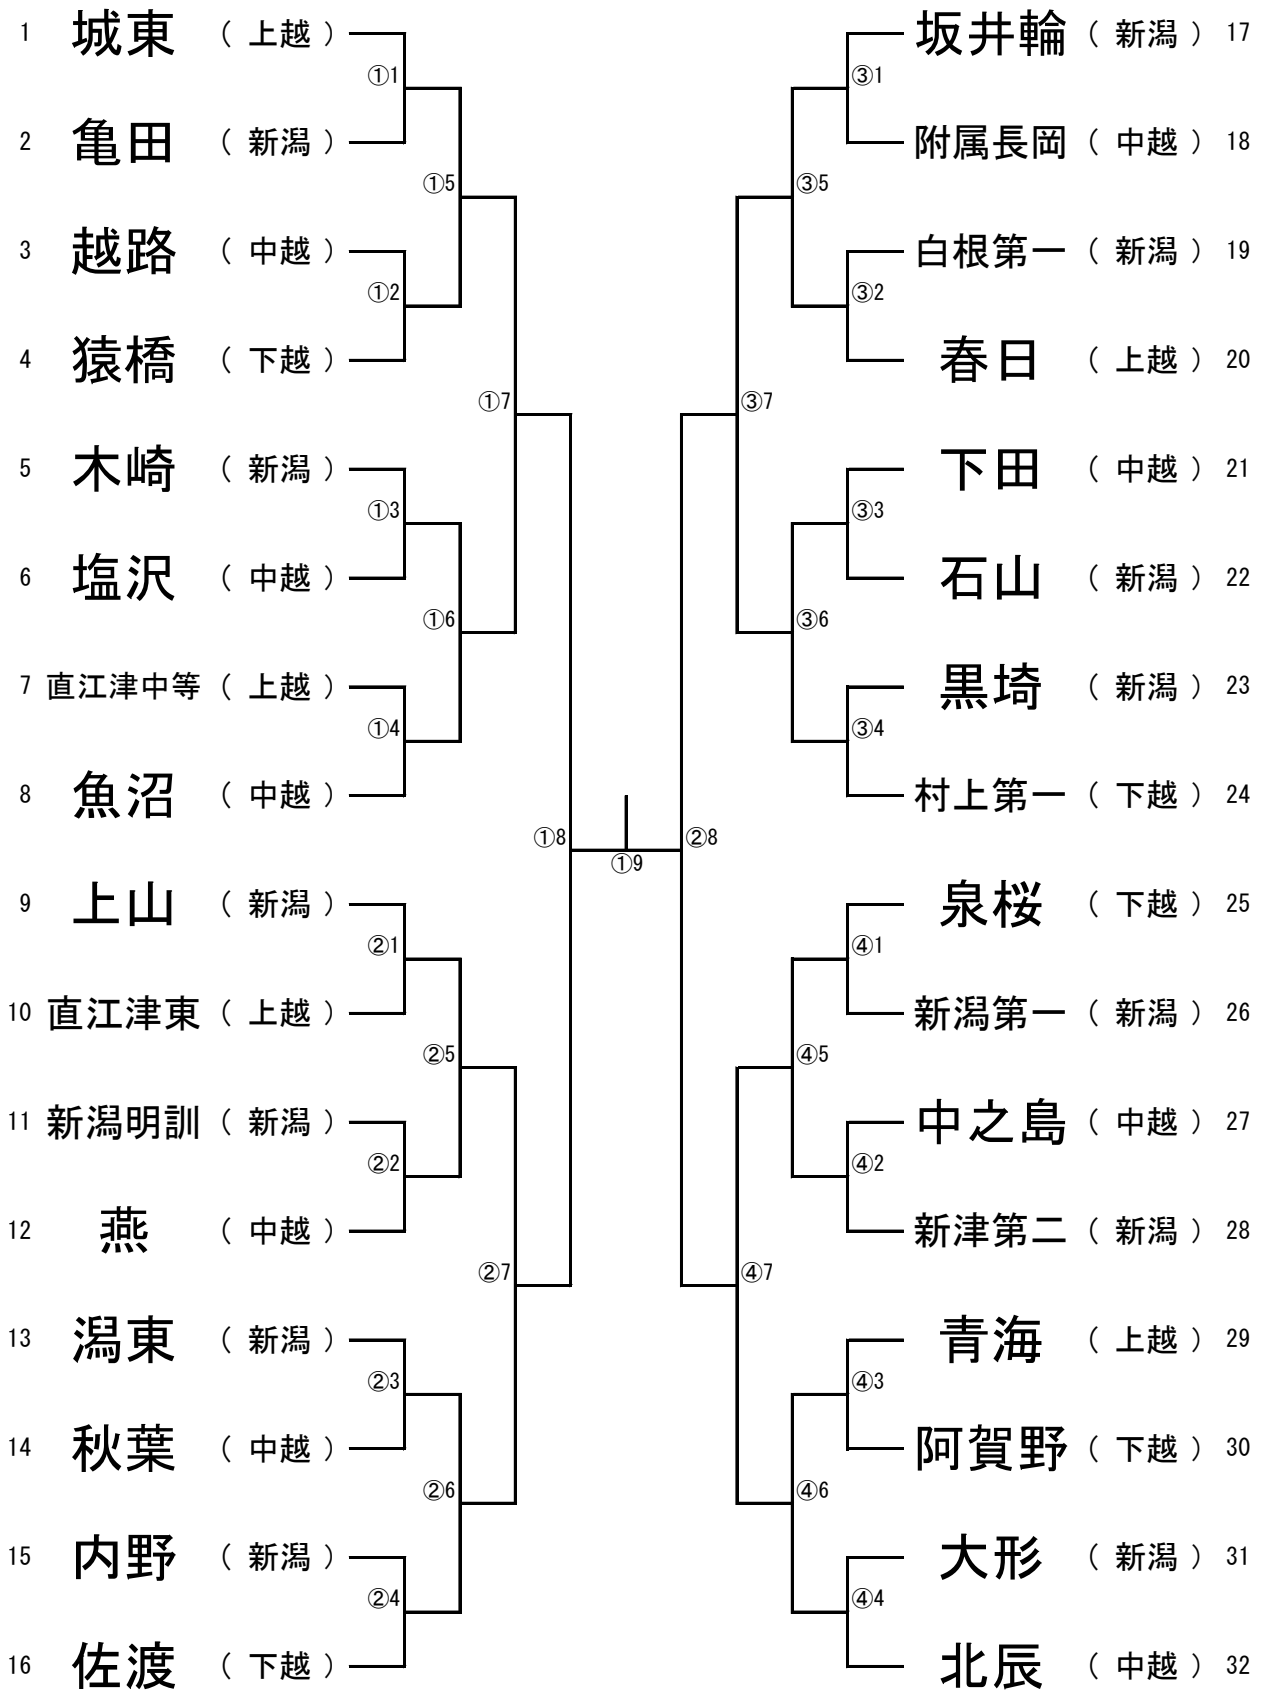 1 城東 （ 上越 ）
①1
2 亀田 （ 新潟 ）
①5
3 越路 （ 中越 ）
①2
4 猿橋 （ 下越 ）
①7
5 木崎 （ 新潟 ）
①3
6 塩沢 （ 中越 ）
①6
7 直江津中等 （ 上越 ）
①4
8 魚沼 （ 中越 ）
①8
9 上山 （ 新潟 ）
②1
10 直江津東 （ 上越 ）
②5
11 新潟明訓 （ 新潟 ）
②2
12 燕 （ 中越 ）
②7
13 潟東 （ 新潟 ）
②3
14 秋葉 （ 中越 ）
②6
15 内野 （ 新潟 ）
②4
16 佐渡 （ 下越 ）
①9
坂井輪 （ 新潟 ） 17
③1
附属長岡 （ 中越 ） 18
③5
白根第一 （ 新潟 ） 19
③2
春日 （ 上越 ） 20
③7
下田 （ 中越 ） 21
③3
石山 （ 新潟 ） 22
③6
黒埼 （ 新潟 ） 23
③4
村上第一 （ 下越 ） 24
②8
泉桜 （ 下越 ） 25
④1
新潟第一 （ 新潟 ） 26
④5
中之島 （ 中越 ） 27
④2
新津第二 （ 新潟 ） 28
④7
青海 （ 上越 ） 29
④3
阿賀野 （ 下越 ） 30
④6
大形 （ 新潟 ） 31
④4
北辰 （ 中越 ） 32